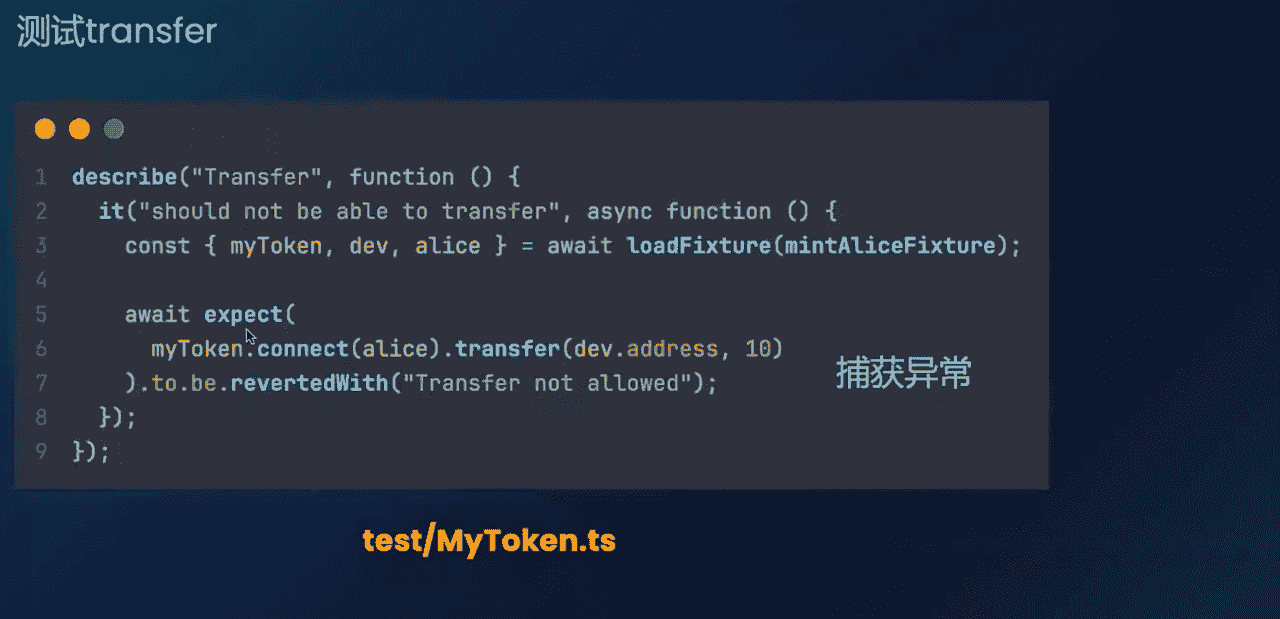 测试transfer
1 describe("Transfer", function () {
2 it("should not be able to transfer", async function () {
3 const { myToken, dev, alice } = await loadFixture(mintAliceFixture);
4
5 await expect(
6 myToken.connect(alice).transfer(dev.address, 10)
7 ).to.be.revertedWith("Transfer not allowed");
捕获异常
8 });
9 });
test/MyToken.ts